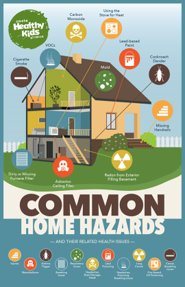 Healthy
Kids
Carbon
Monoxide
Using the
Stove for Heat
VOCs
Lead-based
Paint
Cigarette
Smoke
Mold
Cockroach
Dander
Missing
Handrails
Dirty or Missing
Furnace Filter
Asbestos
Ceiling Tiles
Radon from Exterior
Filling Basement
COMMON
HOME HAZARDS
— AND THEIR RELATED HEALTH ISSUES —